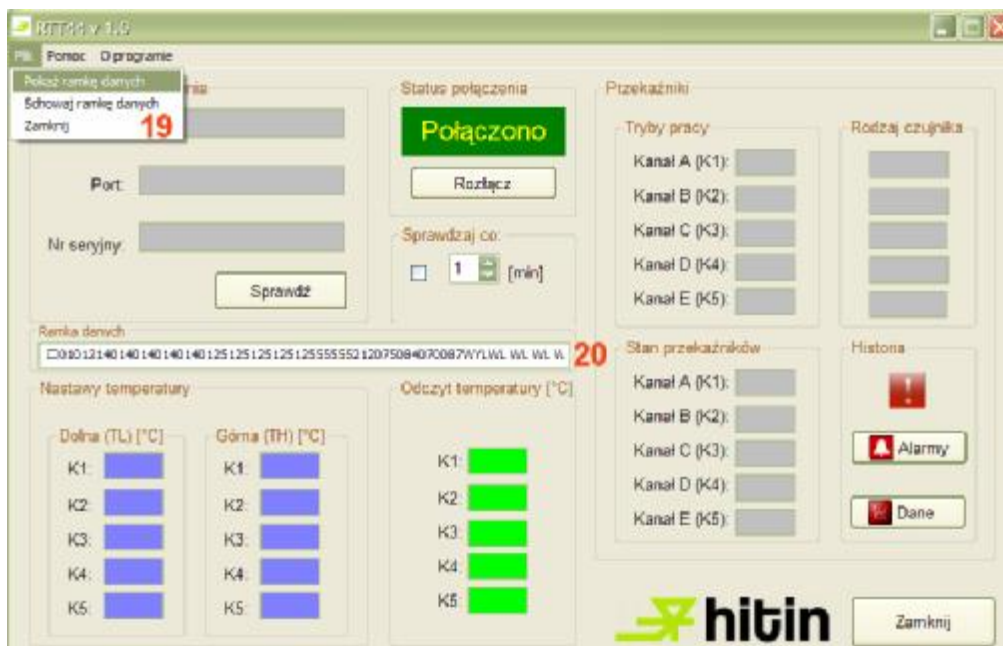 RTT44 v 1.5
Plik Pomoc O programie
Pokaż ramkę danych
Schowaj ramkę danych
Zamknij
19
Port:
Nr seryjny:
Sprawdź
Status połączenia
Połączono
Rozłącz
Sprawdzaj co:
1 [min]
Ramka danych
20
Nastawy temperatury
Dolna (TL) [°C]
K1:
K2:
K3:
K4:
K5:
Górna (TH) [°C]
K1:
K2:
K3:
K4:
K5:
Odczyt temperatury [°C]
K1:
K2:
K3:
K4:
K5:
Przekaźniki
Tryby pracy
Kanał A (K1):
Kanał B (K2):
Kanał C (K3):
Kanał D (K4):
Kanał E (K5):
Rodzaj czujnika
Stan przekaźników
Kanał A (K1):
Kanał B (K2):
Kanał C (K3):
Kanał D (K4):
Kanał E (K5):
Historia
Alarmy
Dane
hitin
Zamknij